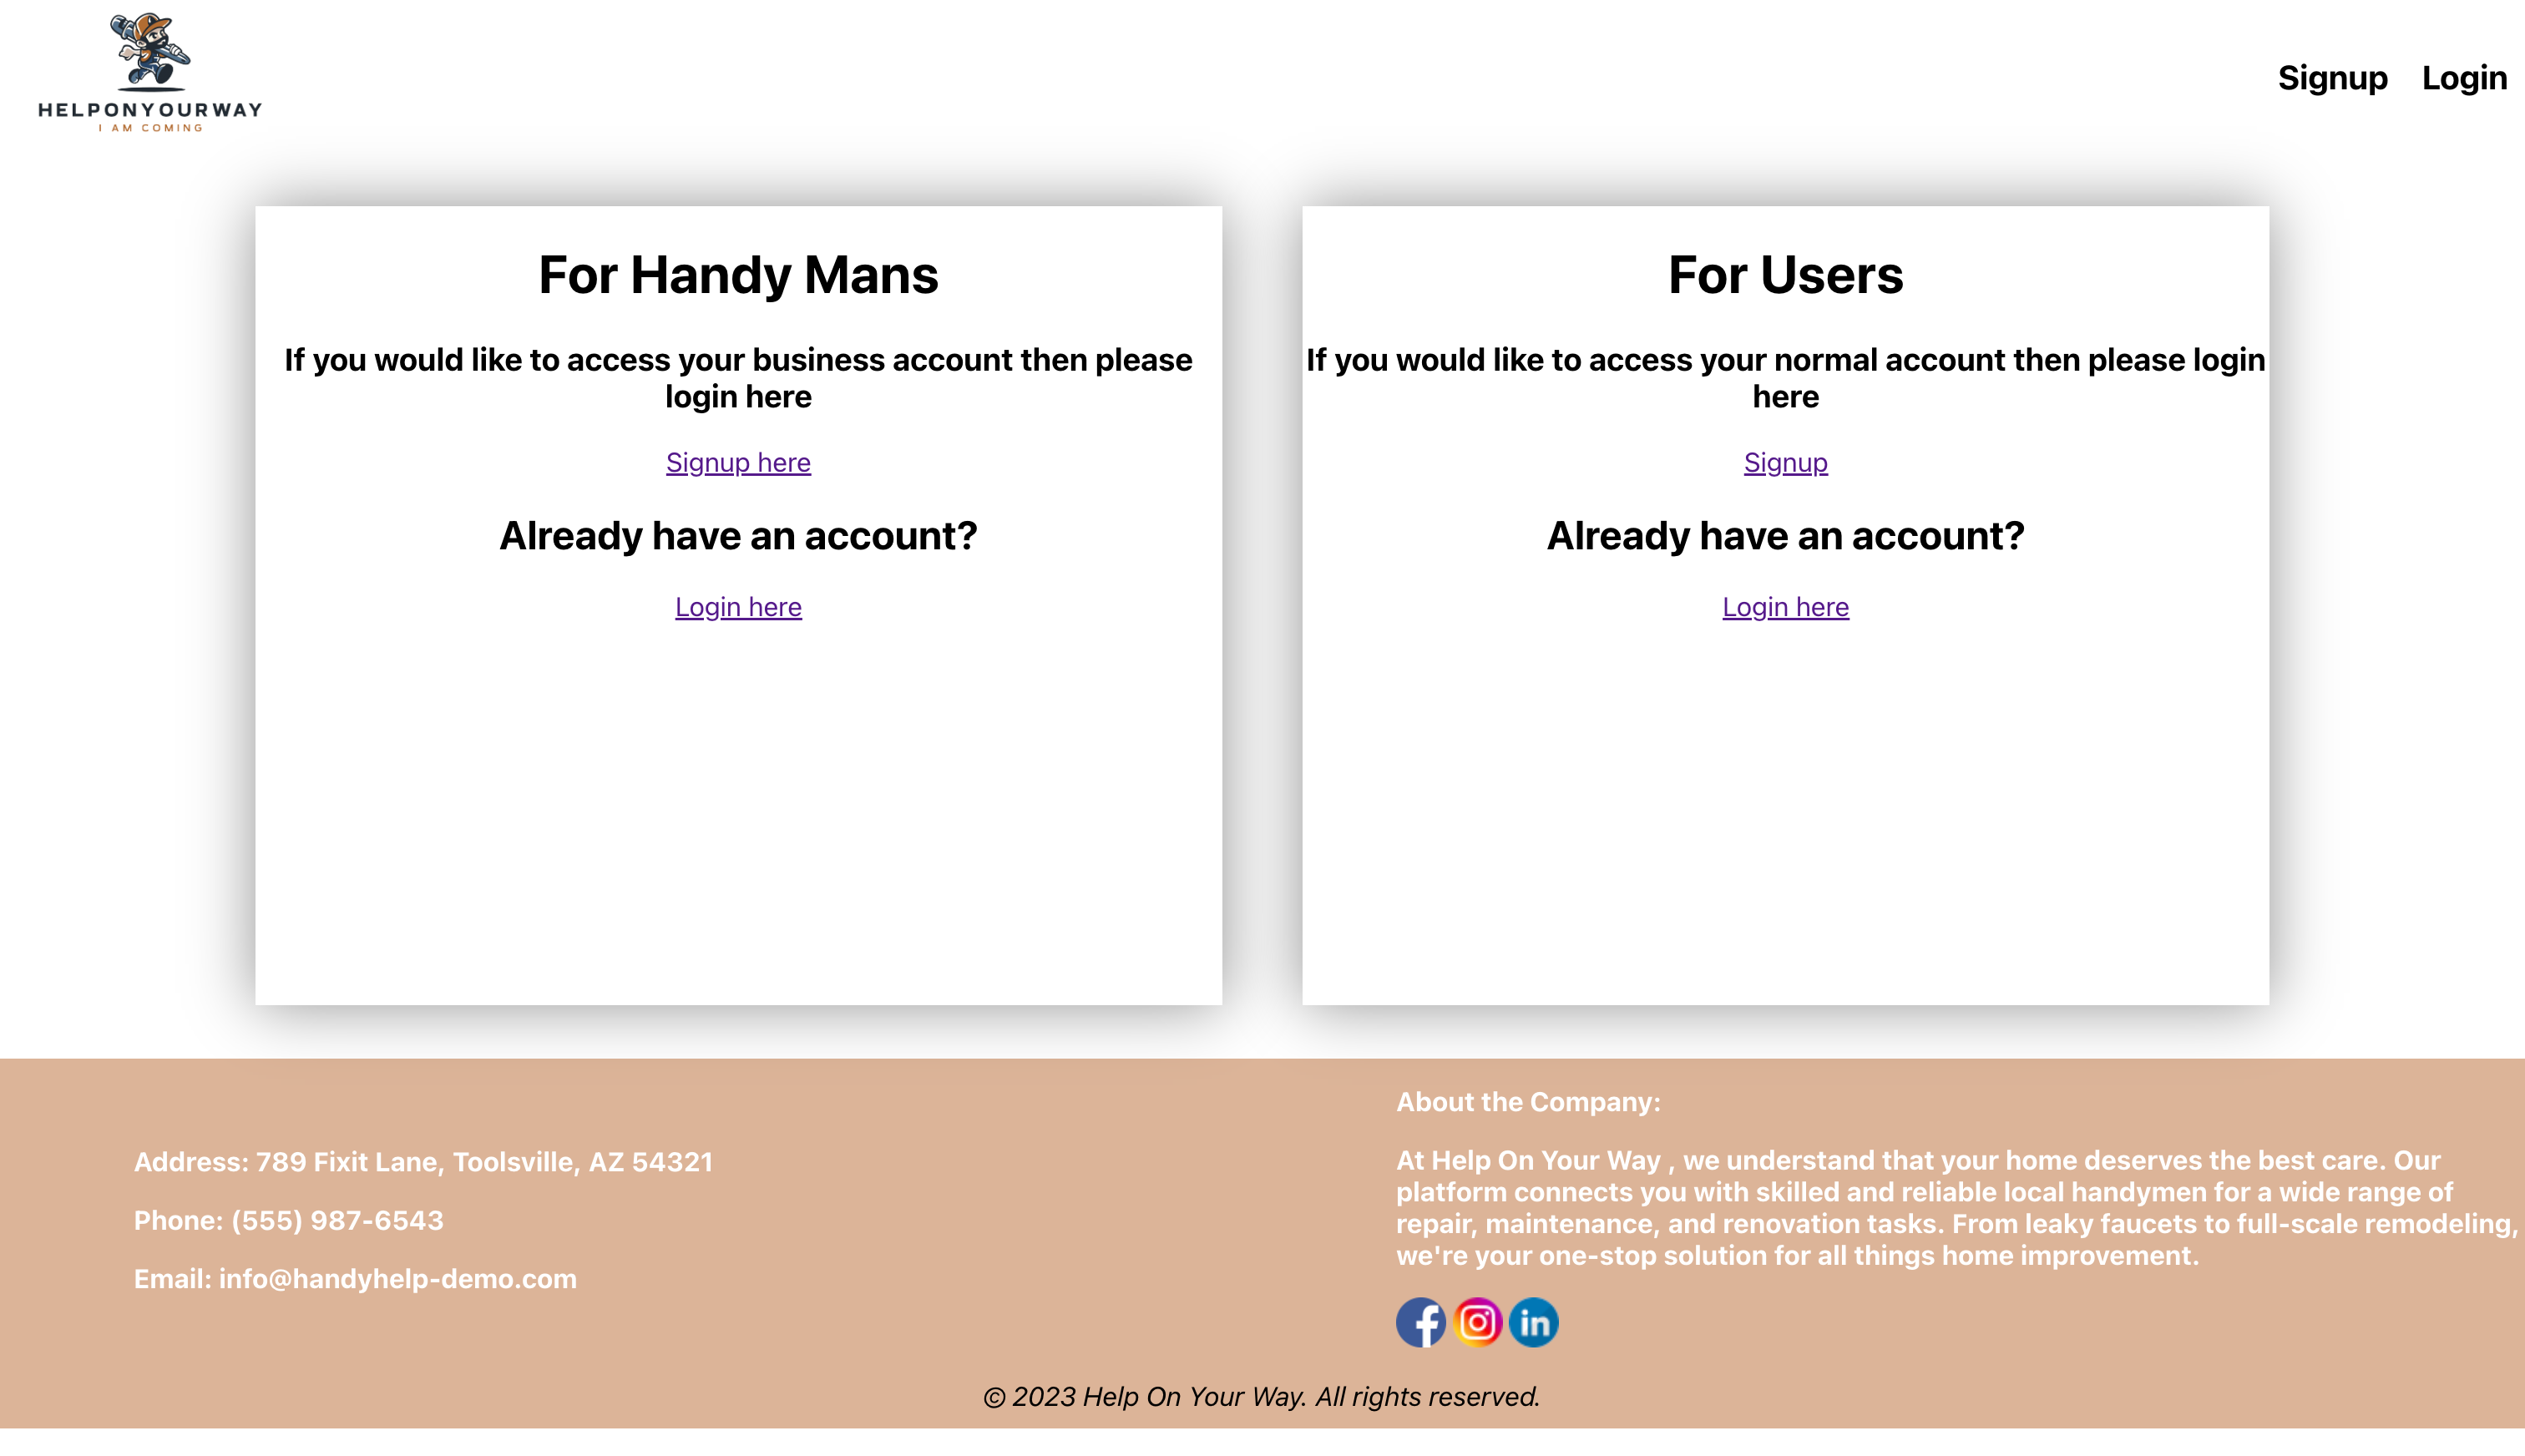 HELPONYOURWAY
I AM COMING
Signup Login
For Handy Mans
If you would like to access your business account then please
login here
Signup here
Already have an account?
Login here
For Users
If you would like to access your normal account then please login
here
Signup
Already have an account?
Login here
Address: 789 Fixit Lane, Toolsville, AZ 54321
Phone: (555) 987-6543
Email: info@handyhelp-demo.com
About the Company:
At Help On Your Way , we understand that your home deserves the best care. Our
platform connects you with skilled and reliable local handymen for a wide range of
repair, maintenance, and renovation tasks. From leaky faucets to full-scale remodeling,
we're your one-stop solution for all things home improvement.
f
in
© 2023 Help On Your Way. All rights reserved.